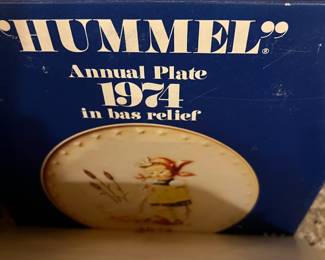 "HUMMEL"®
Annual Plate
1974
in bas relief